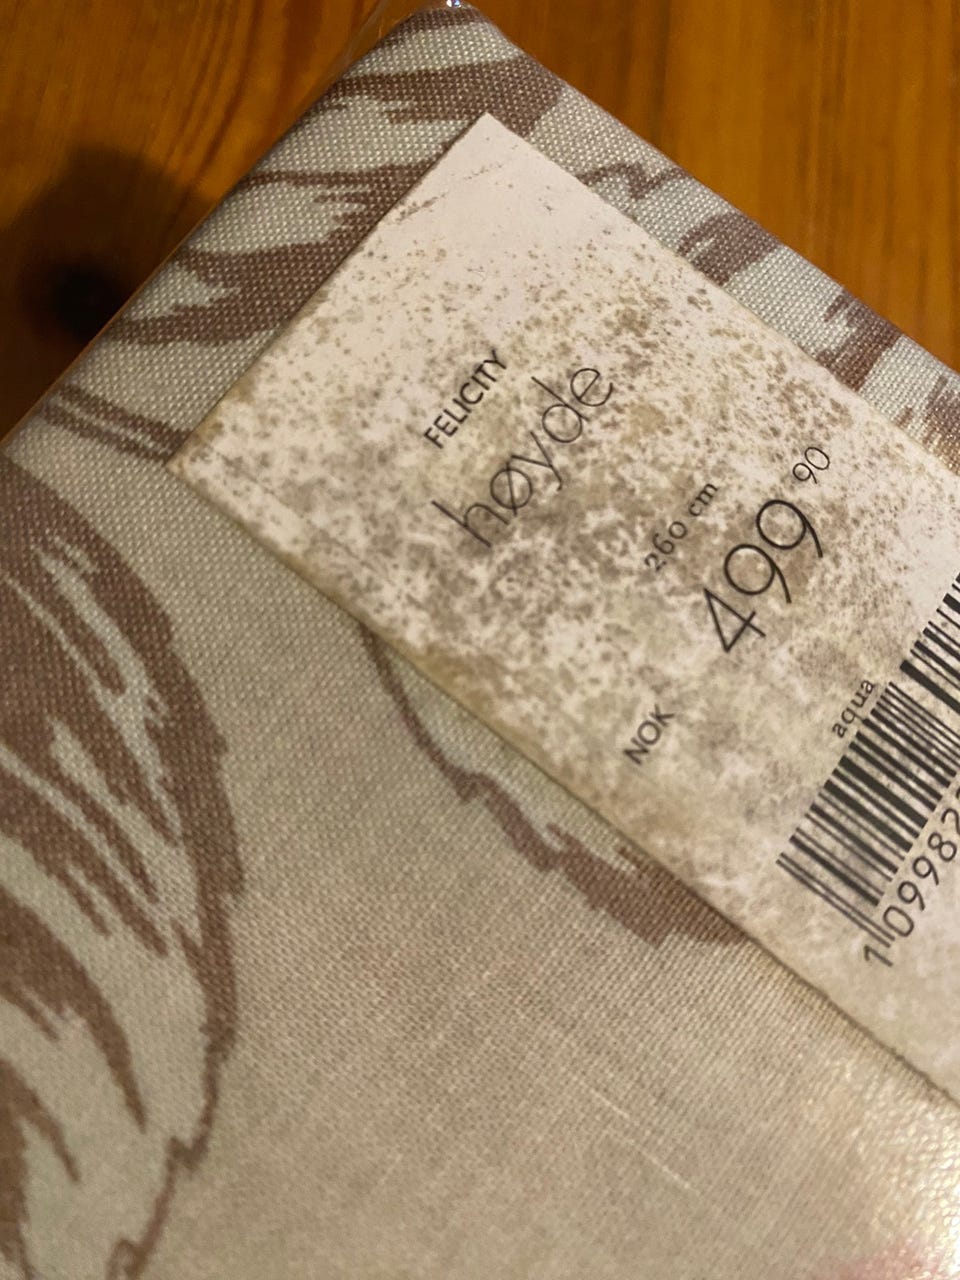 FELICITY
høyde
260 cm
499 90
NOK
aqua